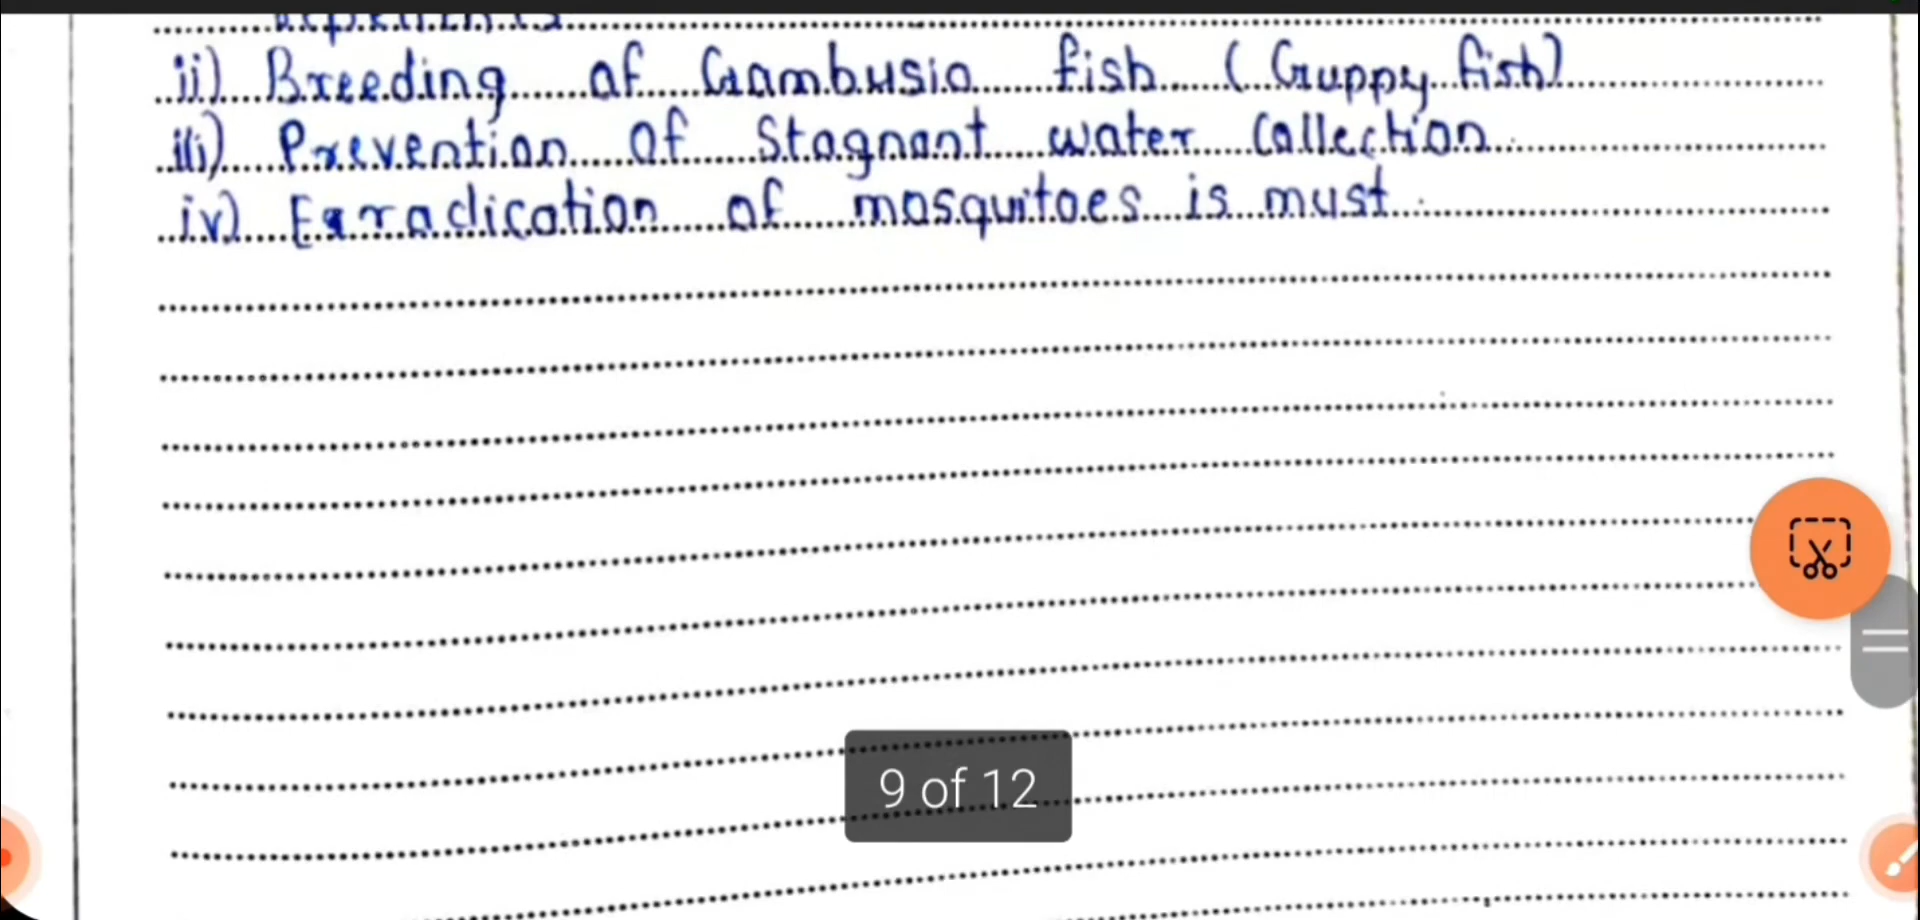 ii) Breeding of Gambusia fish (Guppy fish)
iii) Prevention of Stagnant water Collection.
iv) Erradication of mosquitoes is must.
9 of 12